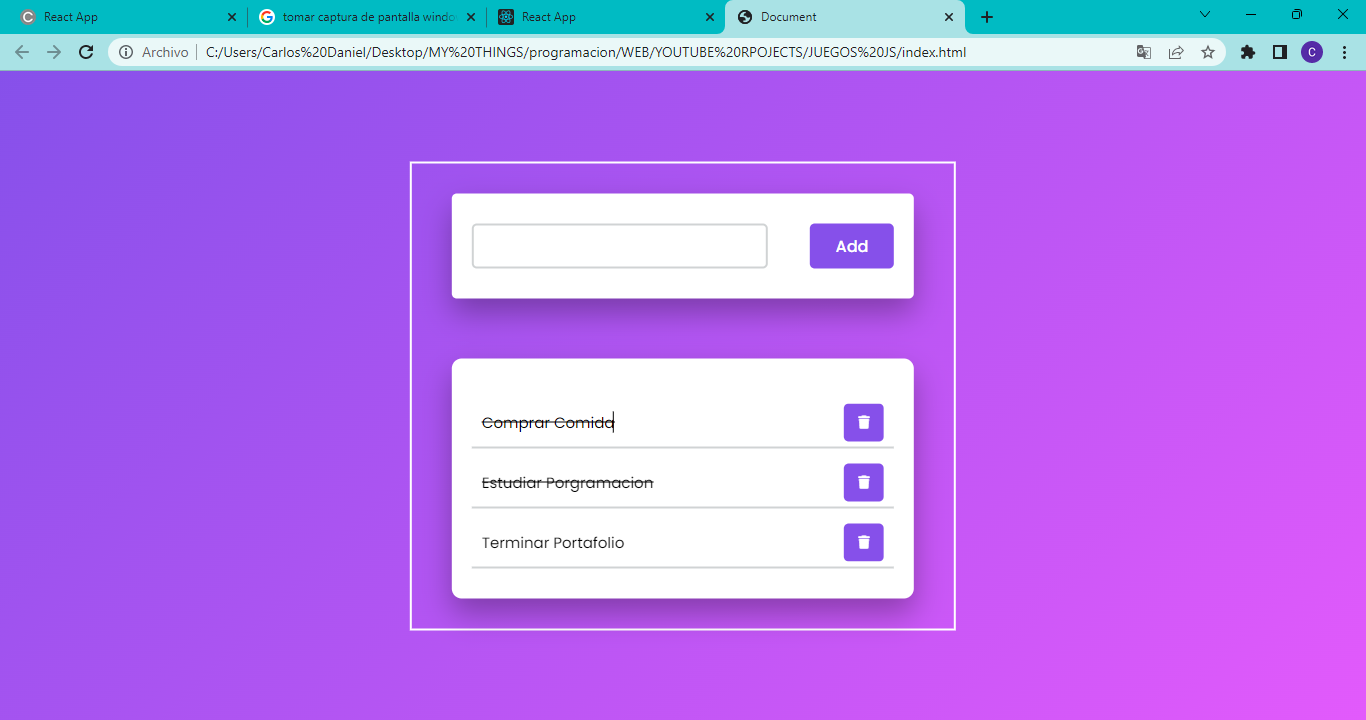 React App
tomar captura de pantalla windo
React App
Document
Archivo
C:/Users/Carlos%20Daniel/Desktop/MY%20THINGS/programacion/WEB/YOUTUBE%20RPOJECTS/JUEGOS%20JS/index.html
C
Add
Comprar Comida
Estudiar Porgramacion
Terminar Portafolio